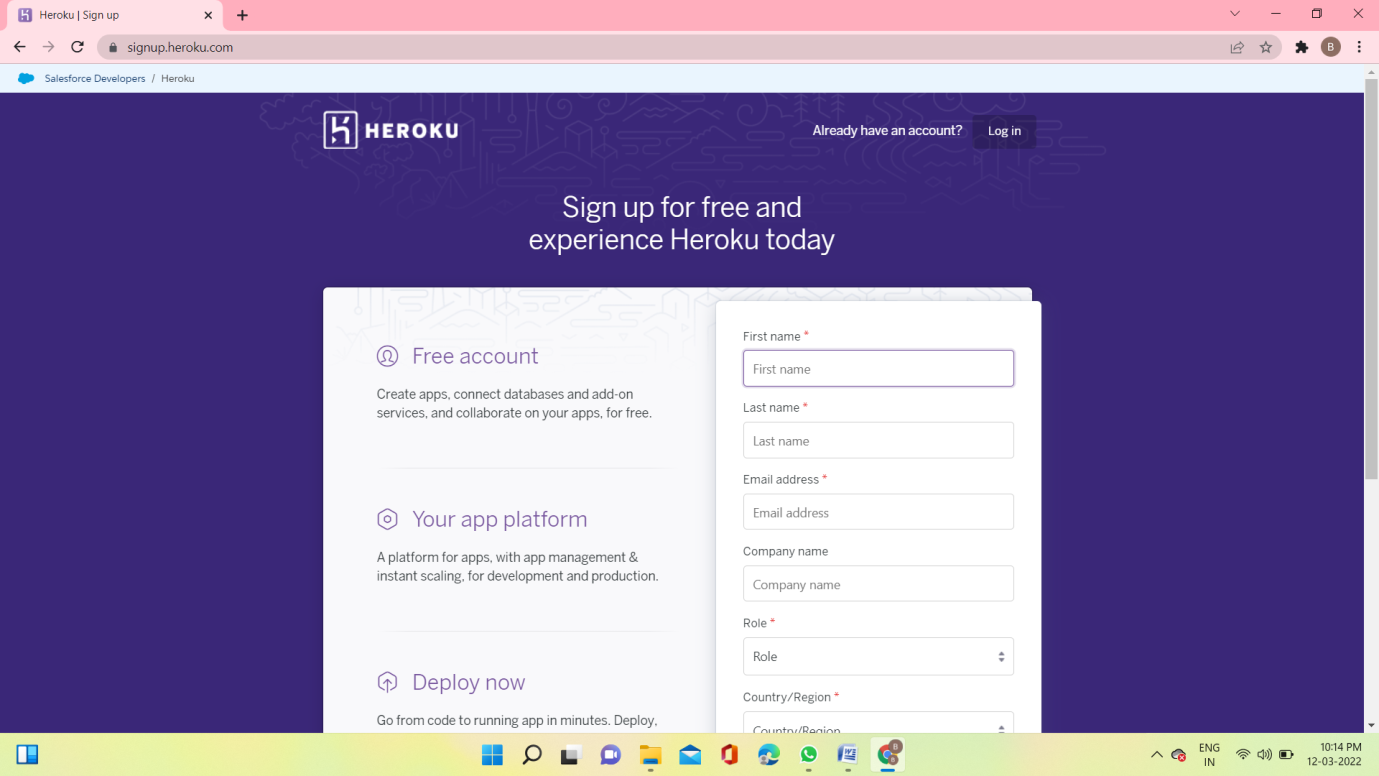 Heroku | Sign up
signup.heroku.com
B
Salesforce Developers / Heroku
HEROKU
Already have an account? Log in
Sign up for free and
experience Heroku today
Free account
Create apps, connect databases and add-on
services, and collaborate on your apps, for free.
Your app platform
A platform for apps, with app management &
instant scaling, for development and production.
Deploy now
Go from code to running app in minutes. Deploy,
First name *
First name
Last name *
Last name
Email address *
Email address
Company name
Company name
Role *
Role
Country/Region *
Country/Region
ENG
IN
10:14 PM
12-03-2022